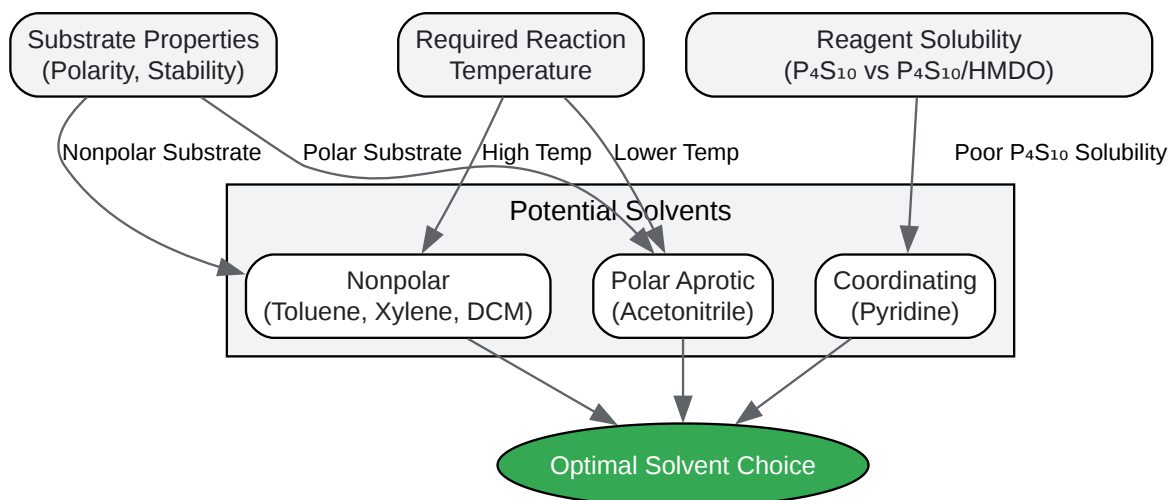 Substrate Properties
(Polarity, Stability)
Required Reaction
Temperature
Reagent Solubility
(P₄S₁₀ vs P₄S₁₀/HMDO)
Nonpolar Substrate
Polar Substrate
High Temp
Lower Temp
Poor P₄S₁₀ Solubility
Potential Solvents
Nonpolar
(Toluene, Xylene, DCM)
Polar Aprotic
(Acetonitrile)
Coordinating
(Pyridine)
Optimal Solvent Choice